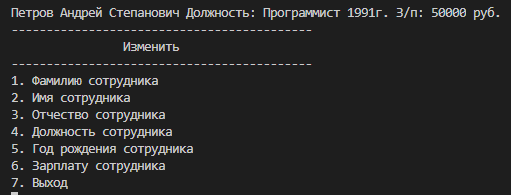 Петров Андрей Степанович Должность: Программист 1991г. З/п: 50000 руб.
-------------------------------------------
Изменить
-------------------------------------------
1. Фамилию сотрудника
2. Имя сотрудника
3. Отчество сотрудника
4. Должность сотрудника
5. Год рождения сотрудника
6. Зарплату сотрудника
7. Выход